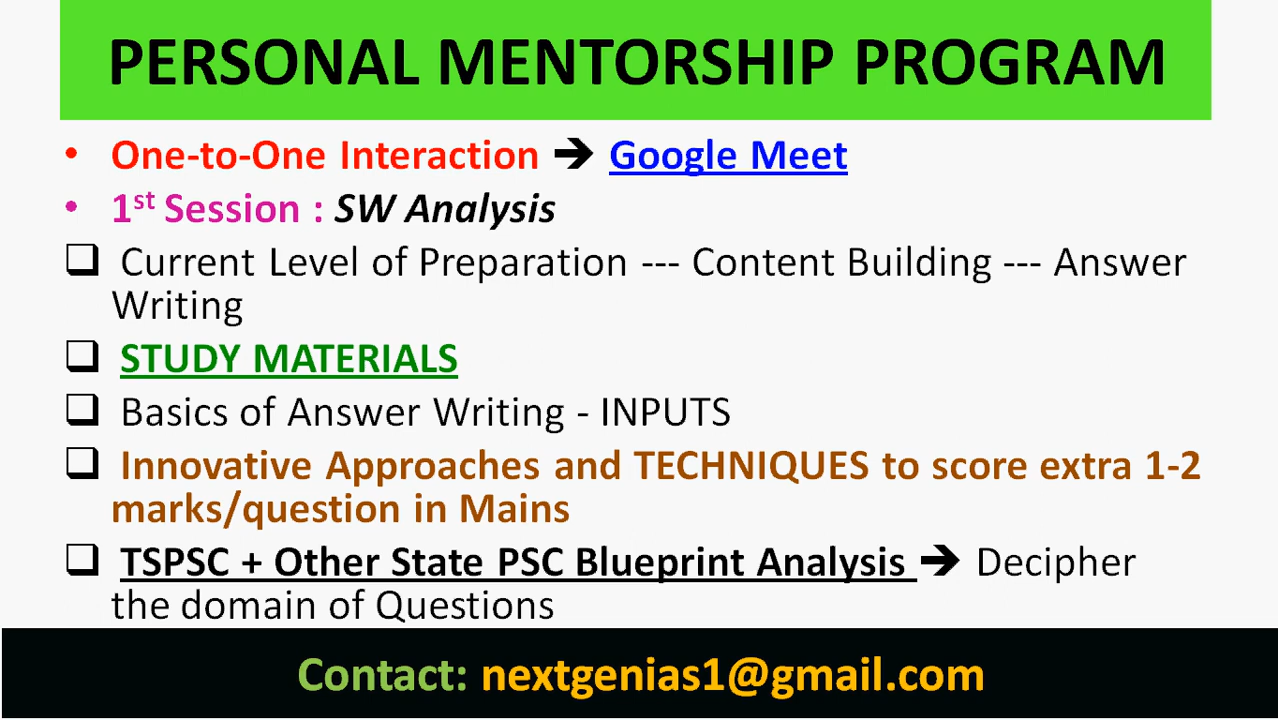 PERSONAL MENTORSHIP PROGRAM
• One-to-One Interaction ➔ Google Meet
• 1st Session : SW Analysis
❑ Current Level of Preparation --- Content Building --- Answer
Writing
❑ STUDY MATERIALS
❑ Basics of Answer Writing - INPUTS
❑ Innovative Approaches and TECHNIQUES to score extra 1-2
marks/question in Mains
❑ TSPSC + Other State PSC Blueprint Analysis ➔ Decipher
the domain of Questions
Contact: nextgenias1@gmail.com